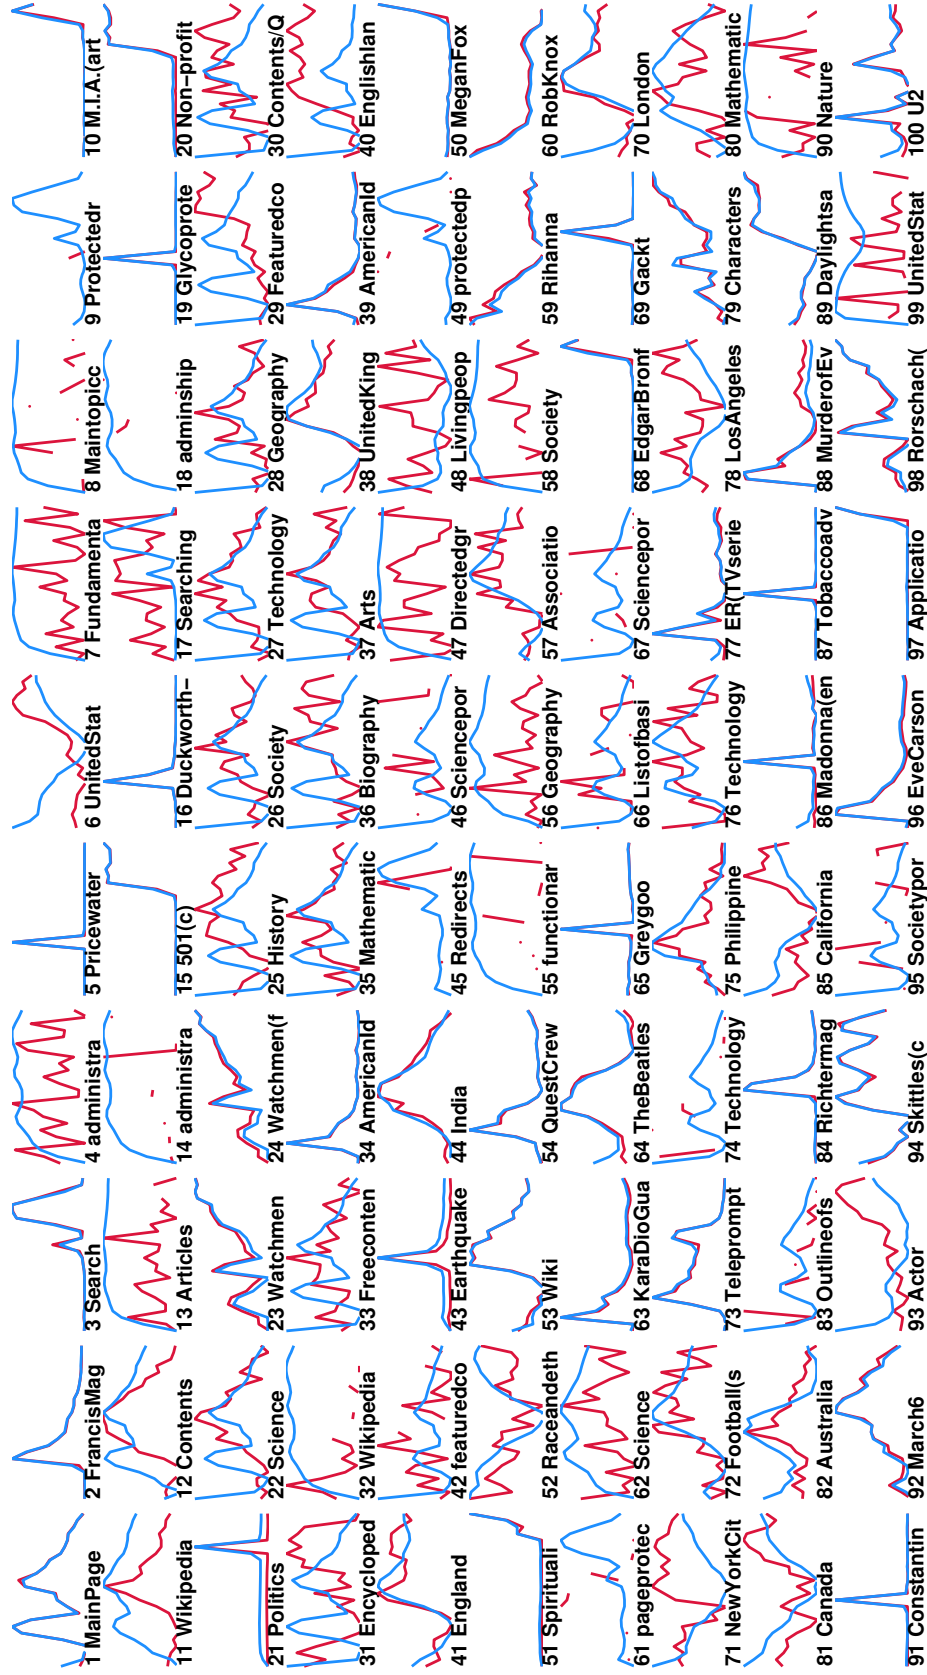 1 MainPage
2 FrancisMag
3 Search
4 administra
5 Pricewater
6 UnitedStat
7 Fundamenta
8 Maintopicc
9 Protectedr
10 M.I.A.(art
11 Wikipedia
12 Contents
13 Articles
14 administra
15 501(c)
16 Duckworth−
17 Searching
18 adminship
19 Glycoprote
20 Non−profit
21 Politics
22 Science
23 Watchmen
24 Watchmen(f
25 History
26 Society
27 Technology
28 Geography
29 Featuredco
30 Contents/Q
31 Encycloped
32 Wikipedia
33 Freeconten
34 AmericanId
35 Mathematic
36 Biography
37 Arts
38 UnitedKing
39 AmericanId
40 Englishlan
41 England
42 featuredco
43 Earthquake
44 India
45 Redirects
46 Sciencepor
47 Directedgr
48 Livingpeop
49 protectedp
50 MeganFox
51 Spirituali
52 Raceandeth
53 Wiki
54 QuestCrew
55 functionar
56 Geography
57 Associatio
58 Society
59 Rihanna
60 RobKnox
61 pageprotec
62 Science
63 KaraDioGua
64 TheBeatles
65 Greygoo
66 Listofbasi
67 Sciencepor
68 EdgarBronf
69 Gackt
70 London
71 NewYorkCit
72 Football(s
73 Teleprompt
74 Technology
75 Philippine
76 Technology
77 ER(TVserie
78 LosAngeles
79 Characters
80 Mathematic
81 Canada
82 Australia
83 Outlineofs
84 Richtermag
85 California
86 Madonna(en
87 Tobaccoadv
88 MurderofEv
89 Daylightsa
90 Nature
91 Constantin
92 March6
93 Actor
94 Skittles(c
95 Societypor
96 EveCarson
97 Applicatio
98 Rorschach(
99 UnitedStat
100 U2